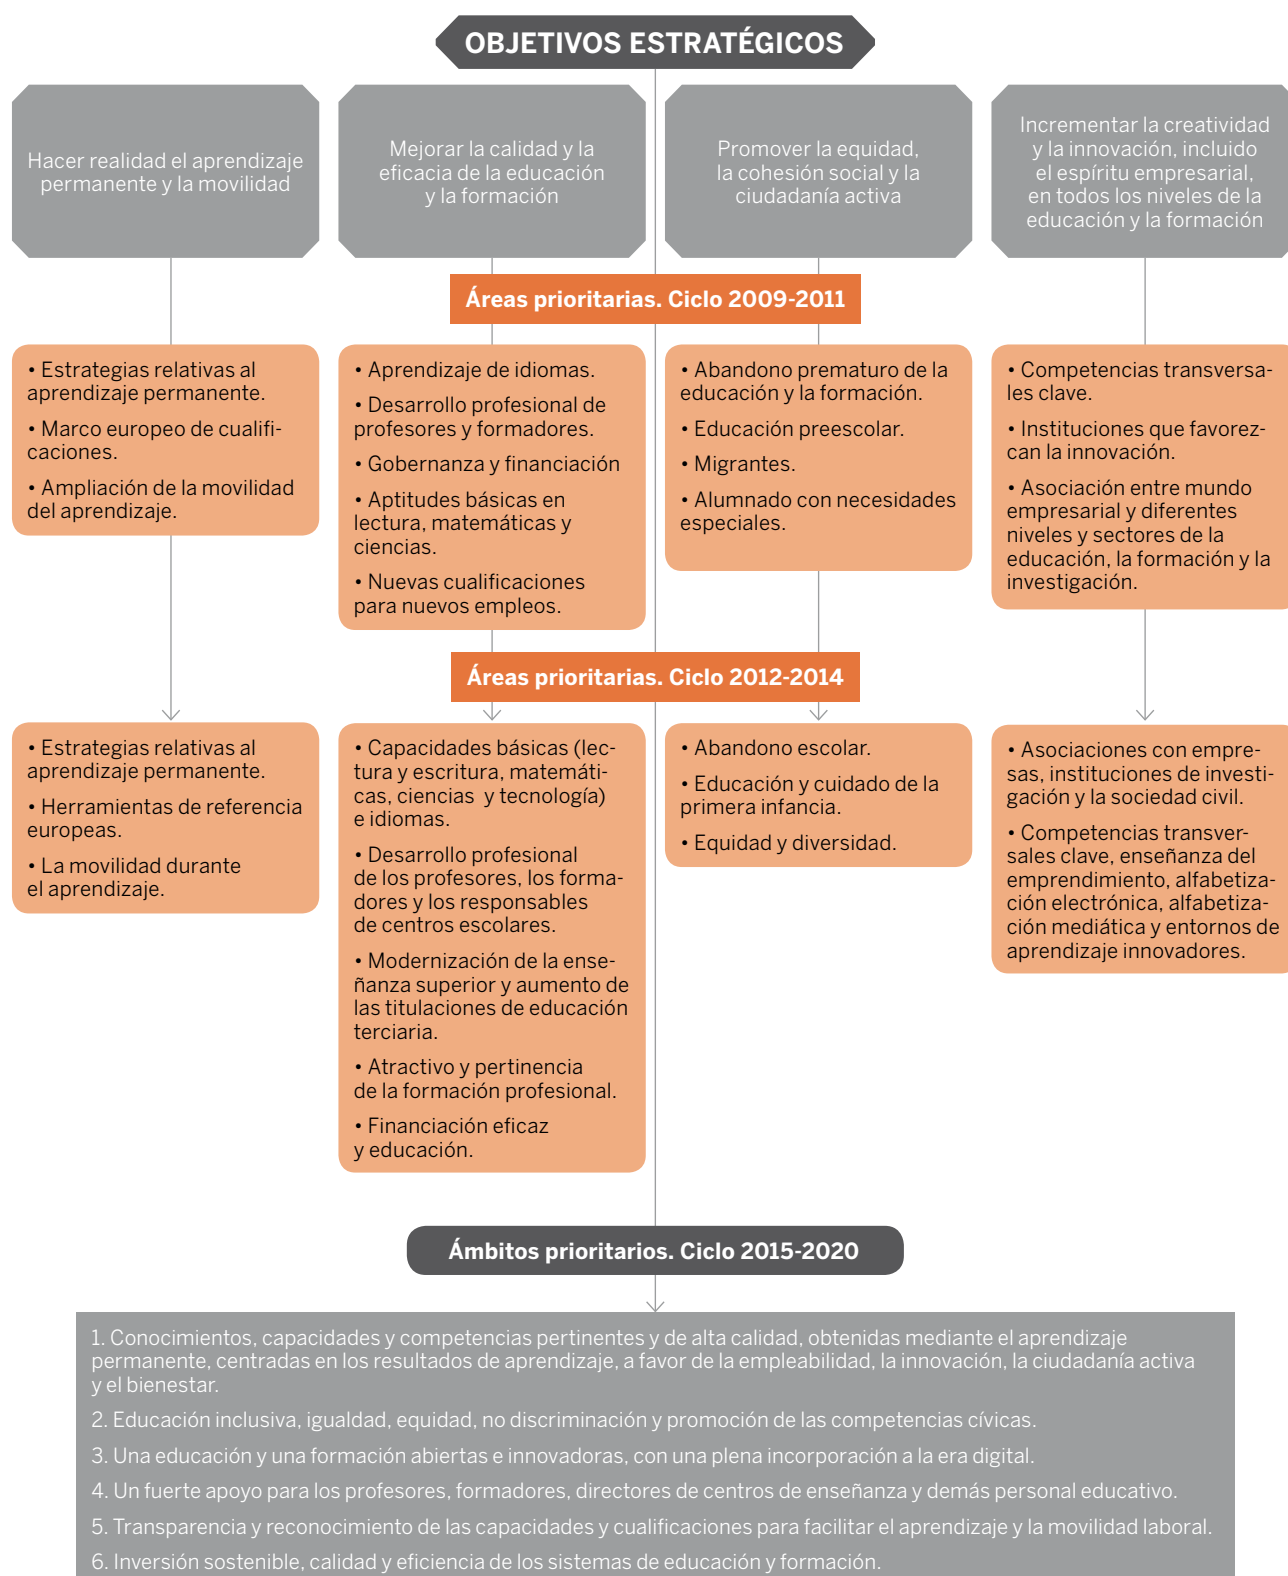 OBJETIVOS ESTRATÉGICOS
Hacer realidad el aprendizaje
permanente y la movilidad
Mejorar la calidad y la
eficacia de la educación
y la formación
Promover la equidad,
la cohesión social y la
ciudadanía activa
Incrementar la creatividad
y la innovación, incluido
el espíritu empresarial,
en todos los niveles de la
educación y la formación
Áreas prioritarias. Ciclo 2009-2011
• Estrategias relativas al
aprendizaje permanente.
• Marco europeo de cualifi-
caciones.
• Ampliación de la movilidad
del aprendizaje.
• Aprendizaje de idiomas.
• Desarrollo profesional de
profesores y formadores.
• Gobernanza y financiación
• Aptitudes básicas en
lectura, matemáticas y
ciencias.
• Nuevas cualificaciones
para nuevos empleos.
• Abandono prematuro de la
educación y la formación.
• Educación preescolar.
• Migrantes.
• Alumnado con necesidades
especiales.
• Competencias transversa-
les clave.
• Instituciones que favorez-
can la innovación.
• Asociación entre mundo
empresarial y diferentes
niveles y sectores de la
educación, la formación y la
investigación.
Áreas prioritarias. Ciclo 2012-2014
• Estrategias relativas al
aprendizaje permanente.
• Herramientas de referencia
europeas.
• La movilidad durante
el aprendizaje.
• Capacidades básicas (lec-
tura y escritura, matemáti-
cas, ciencias y tecnología)
e idiomas.
• Desarrollo profesional
de los profesores, los forma-
dores y los responsables
de centros escolares.
• Modernización de la ense-
ñanza superior y aumento de
las titulaciones de educación
terciaria.
• Atractivo y pertinencia
de la formación profesional.
• Financiación eficaz
y educación.
• Abandono escolar.
• Educación y cuidado de la
primera infancia.
• Equidad y diversidad.
• Asociaciones con empre-
sas, instituciones de investi-
gación y la sociedad civil.
• Competencias transver-
sales clave, enseñanza del
emprendimiento, alfabetiza-
ción electrónica, alfabetiza-
ción mediática y entornos de
aprendizaje innovadores.
Ámbitos prioritarios. Ciclo 2015-2020
1. Conocimientos, capacidades y competencias pertinentes y de alta calidad, obtenidas mediante el aprendizaje
permanente, centradas en los resultados de aprendizaje, a favor de la empleabilidad, la innovación, la ciudadanía activa
y el bienestar.
2. Educación inclusiva, igualdad, equidad, no discriminación y promoción de las competencias cívicas.
3. Una educación y una formación abiertas e innovadoras, con una plena incorporación a la era digital.
4. Un fuerte apoyo para los profesores, formadores, directores de centros de enseñanza y demás personal educativo.
5. Transparencia y reconocimiento de las capacidades y cualificaciones para facilitar el aprendizaje y la movilidad laboral.
6. Inversión sostenible, calidad y eficiencia de los sistemas de educación y formación.